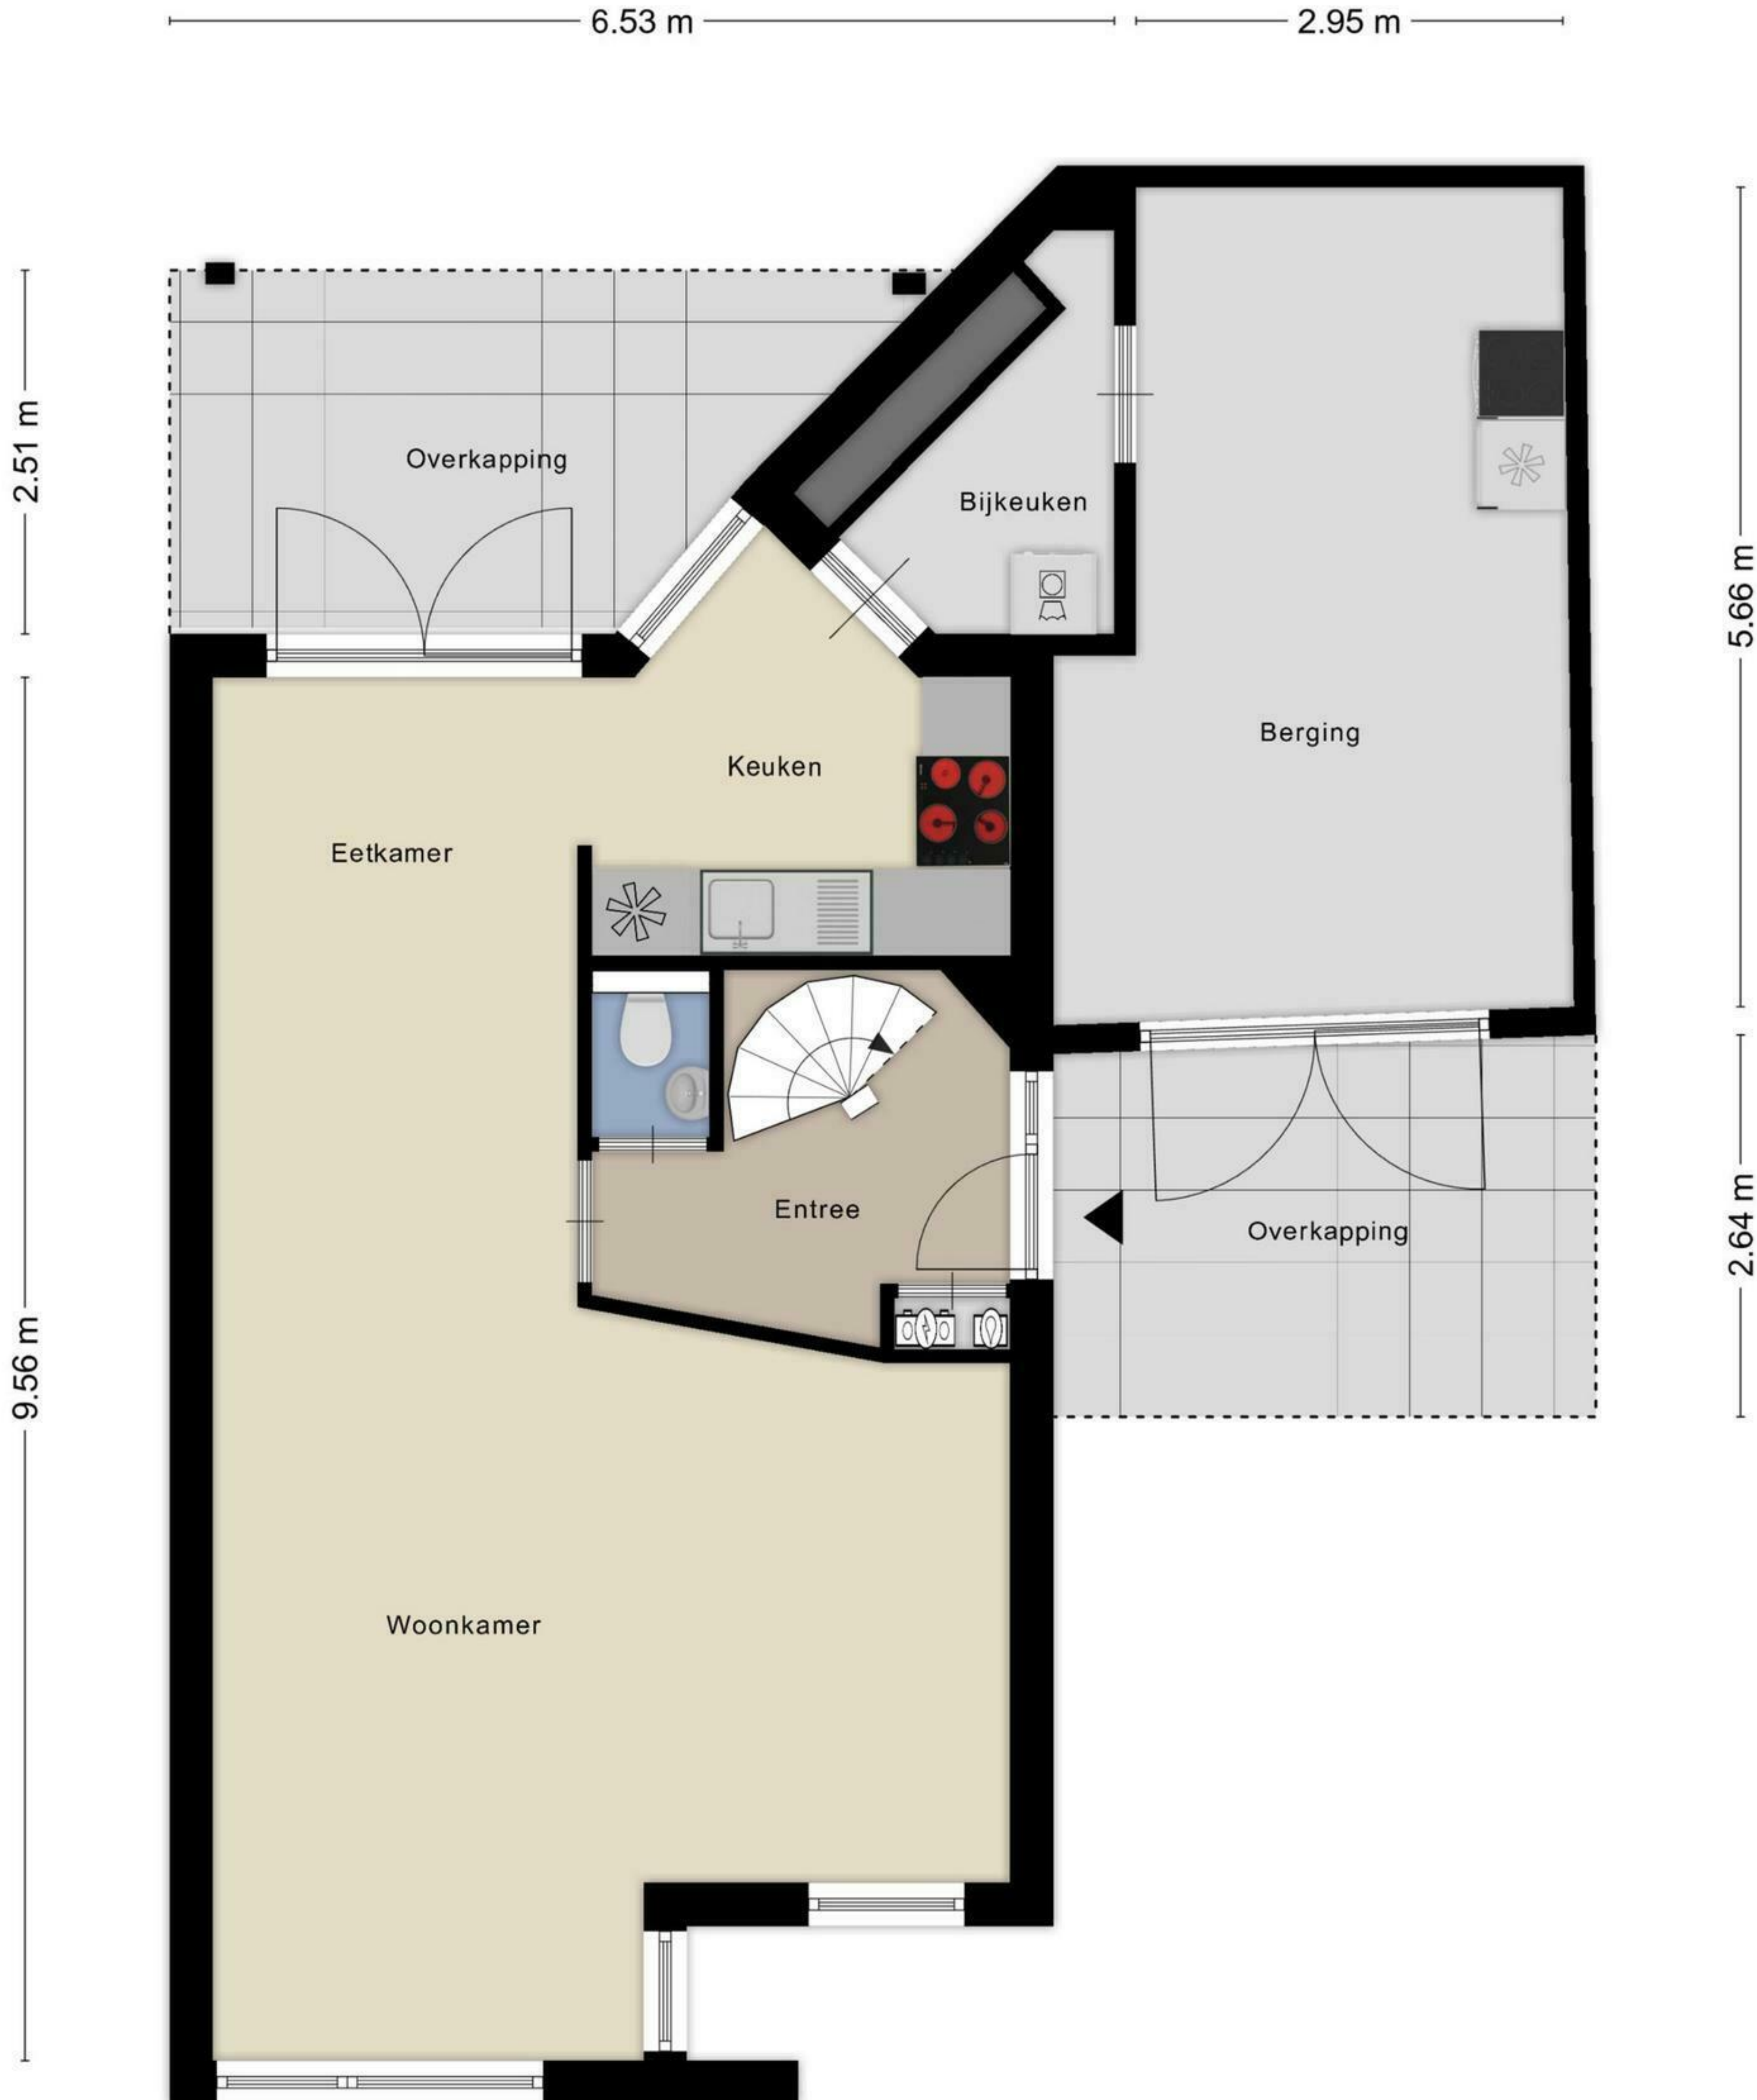 6.53 m
2.95 m
2.51 m
Overkapping
Bijkeuken
5.66 m
Berging
Keuken
Eetkamer
Entree
Overkapping
2.64 m
9.56 m
Woonkamer